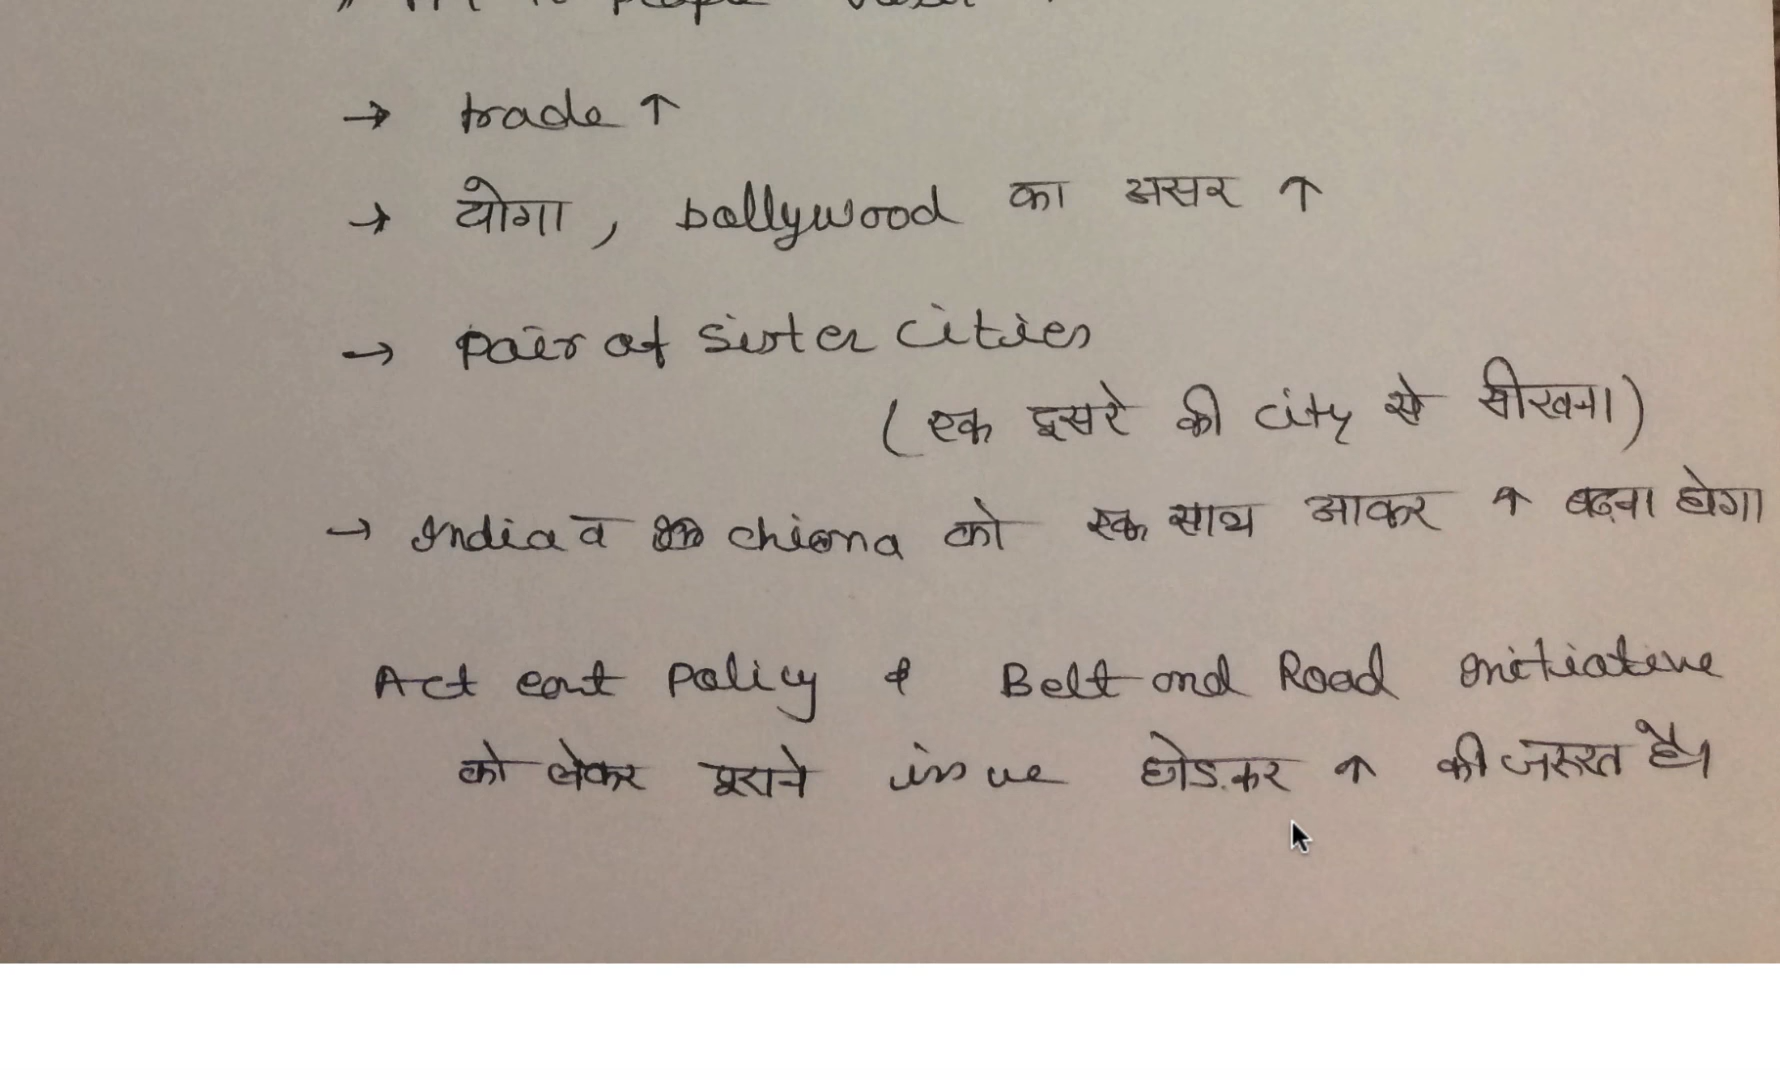 people
→ trade ↑
→ योगा, bollywood का असर ↑
→ pair of sister cities
(एक दूसरे की city से सीखना)
→ India व china को एक साथ आकर ↑ बढ़ना होगा
Act east Policy & Belt and Road initiative
को लेकर पुराने issue छोड़कर ↑ की जरूरत है।